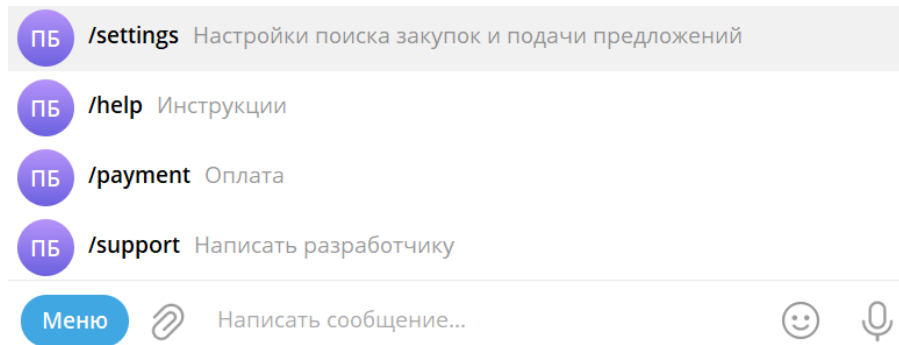 ПБ /settings Настройки поиска закупок и подачи предложений
ПБ /help Инструкции
ПБ /payment Оплата
ПБ /support Написать разработчику
Меню Написать сообщение...